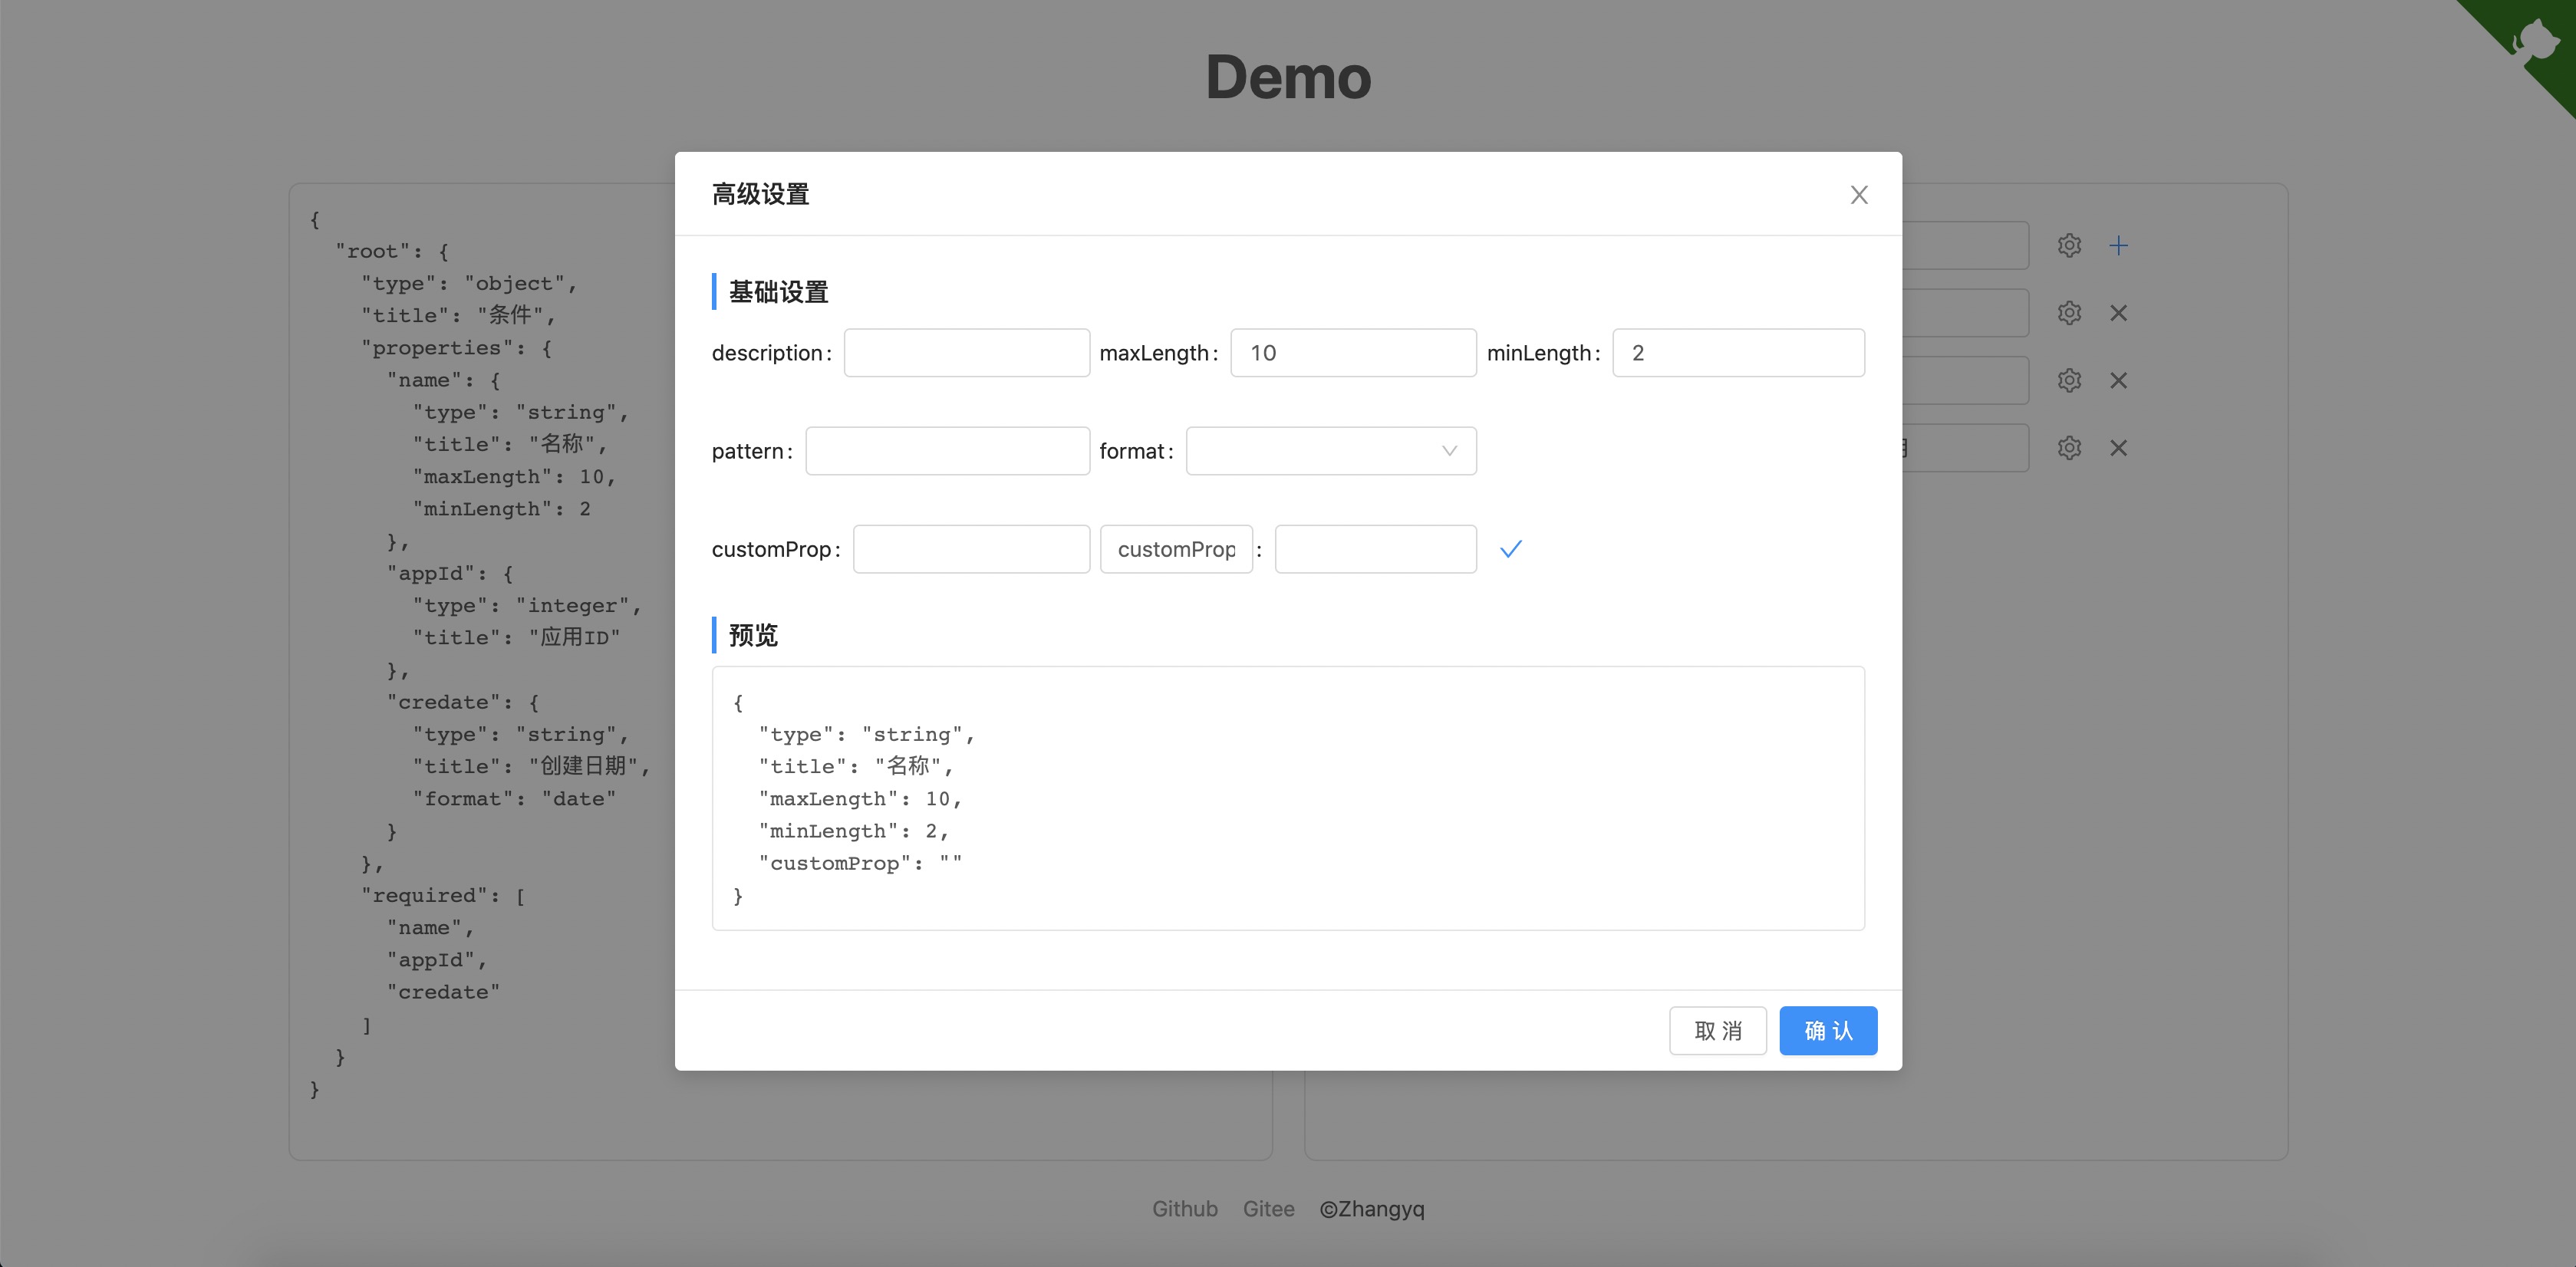 Demo
{
"root": {
"type": "object",
"title": "条件",
"properties": {
"name": {
"type": "string",
"title": "名称",
"maxLength": 10,
"minLength": 2
},
"appId": {
"type": "integer",
"title": "应用ID"
},
"credate": {
"type": "string",
"title": "创建日期",
"format": "date"
}
},
"required": [
"name",
"appId",
"credate"
]
}
}
高级设置
基础设置
description: maxLength: 10 minLength: 2
pattern: format:
customProp: customProp :
预览
{
"type": "string",
"title": "名称",
"maxLength": 10,
"minLength": 2,
"customProp": ""
}
取 消 确 认
Github Gitee ©Zhangyq